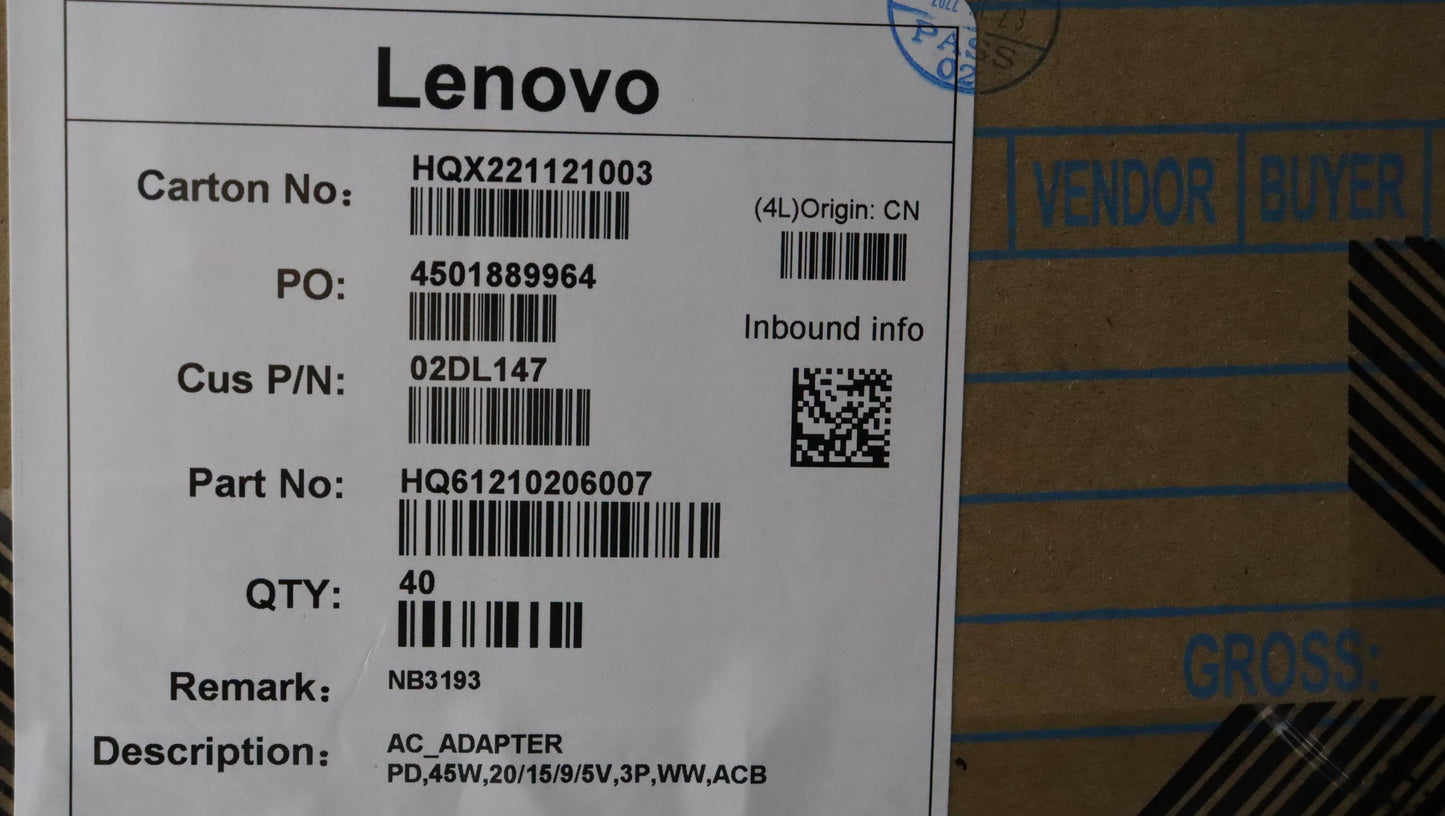 Lenovo
Carton No: HQX221121003
(4L)Origin: CN
PO: 4501889964
Inbound info
Cus P/N: 02DL147
Part No: HQ61210206007
QTY: 40
Remark: NB3193
Description: AC_ADAPTER
PD,45W,20/15/9/5V,3P,WW,ACB
PASS
02
VENDOR
BUYER
GROSS: